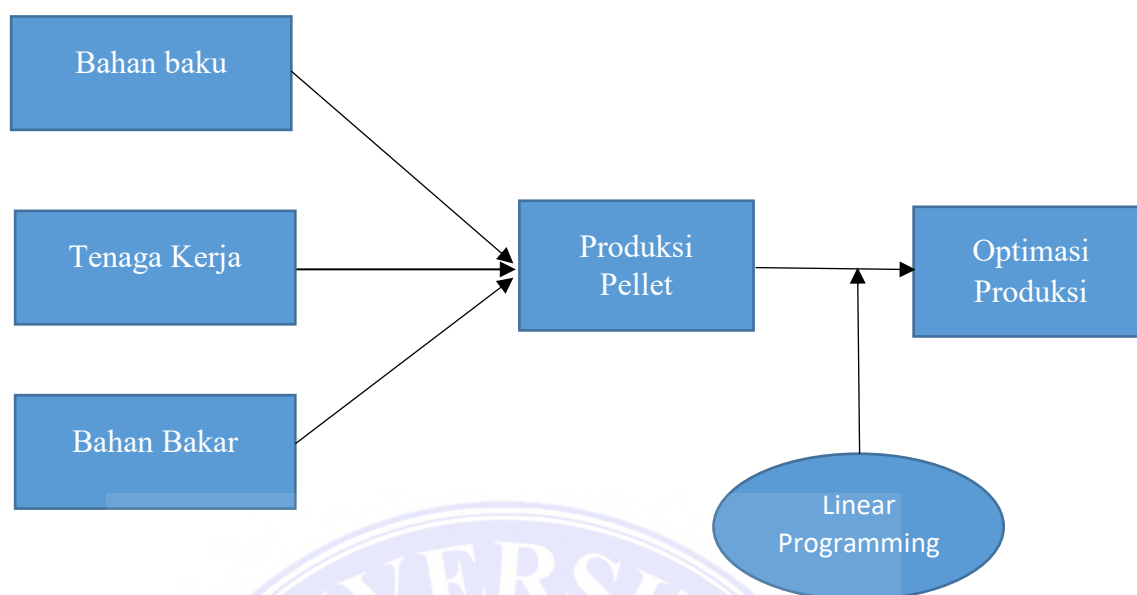 Bahan baku
Tenaga Kerja
Bahan Bakar
Produksi
Pellet
Optimasi
Produksi
Linear
Programming